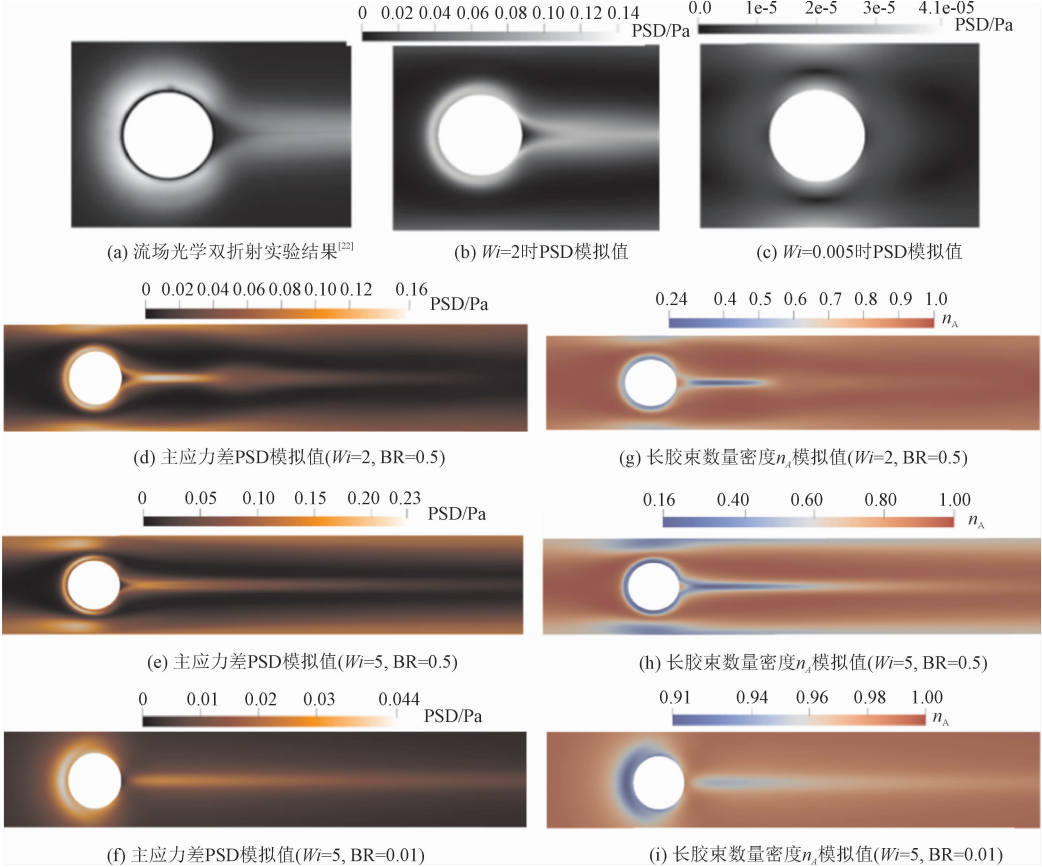 0 0.02 0.04 0.06 0.08 0.10 0.12 0.14
PSD/Pa
0.0 1e-5 2e-5 3e-5 4.1e-05
PSD/Pa
(a) 流场光学双折射实验结果[22]
(b) Wi=2时PSD模拟值
(c) Wi=0.005时PSD模拟值
0 0.02 0.04 0.06 0.08 0.10 0.12 0.16
PSD/Pa
0.24 0.4 0.5 0.6 0.7 0.8 0.9 1.0
nA
(d) 主应力差PSD模拟值(Wi=2, BR=0.5)
(g) 长胶束数量密度nA模拟值(Wi=2, BR=0.5)
0 0.05 0.10 0.15 0.20 0.23
PSD/Pa
0.16 0.40 0.60 0.80 1.00
nA
(e) 主应力差PSD模拟值(Wi=5, BR=0.5)
(h) 长胶束数量密度nA模拟值(Wi=5, BR=0.5)
0 0.01 0.02 0.03 0.044
PSD/Pa
0.91 0.94 0.96 0.98 1.00
nA
(f) 主应力差PSD模拟值(Wi=5, BR=0.01)
(i) 长胶束数量密度nA模拟值(Wi=5, BR=0.01)